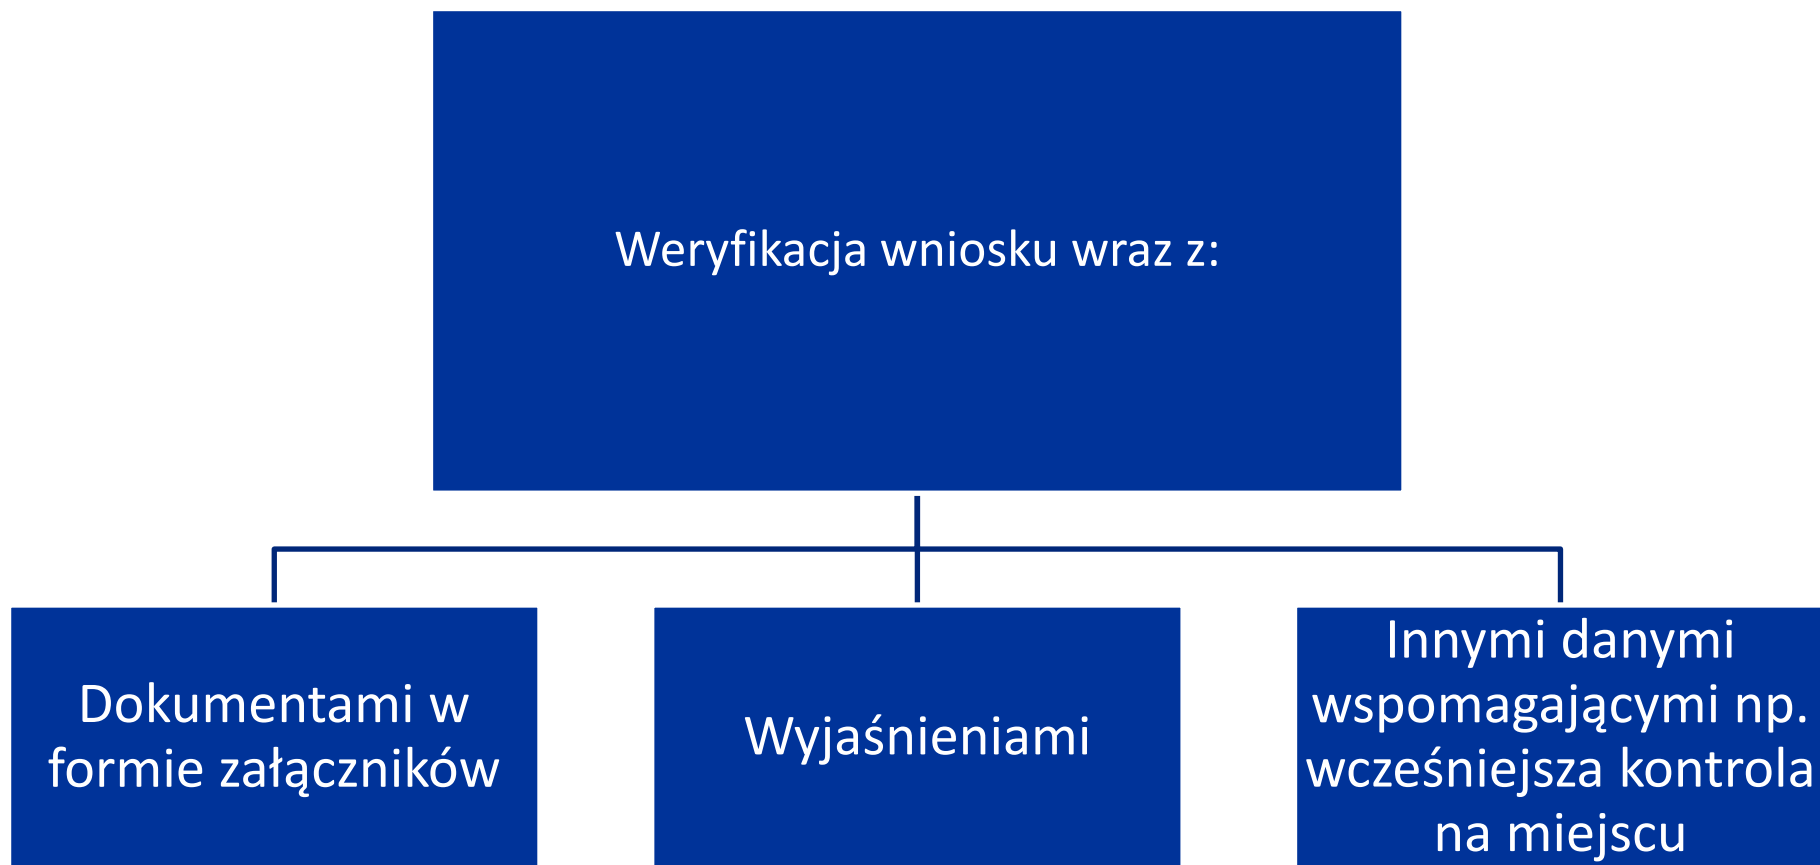 Weryfikacja wniosku wraz z:
Dokumentami w
formie załączników
Wyjaśnieniami
Innymi danymi
wspomagającymi np.
wcześniejsza kontrola
na miejscu